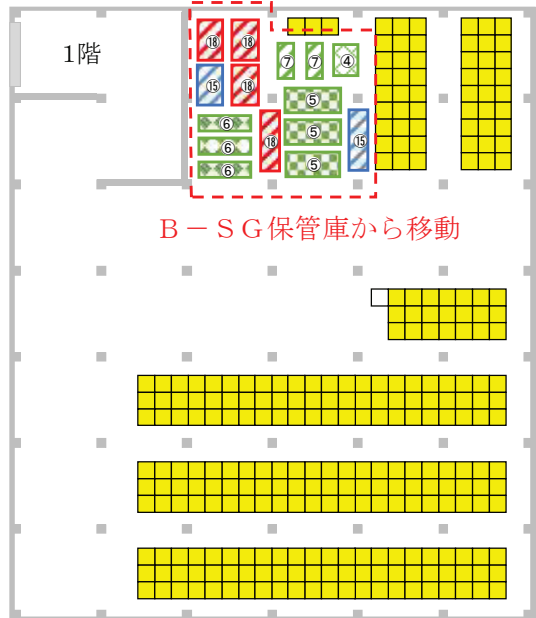 1階
⑱ ⑱
⑦ ⑦ ④
⑮ ⑱
⑤
⑥ ⑤
⑥ ⑱ ⑮
⑥ ⑤
B－SG保管庫から移動